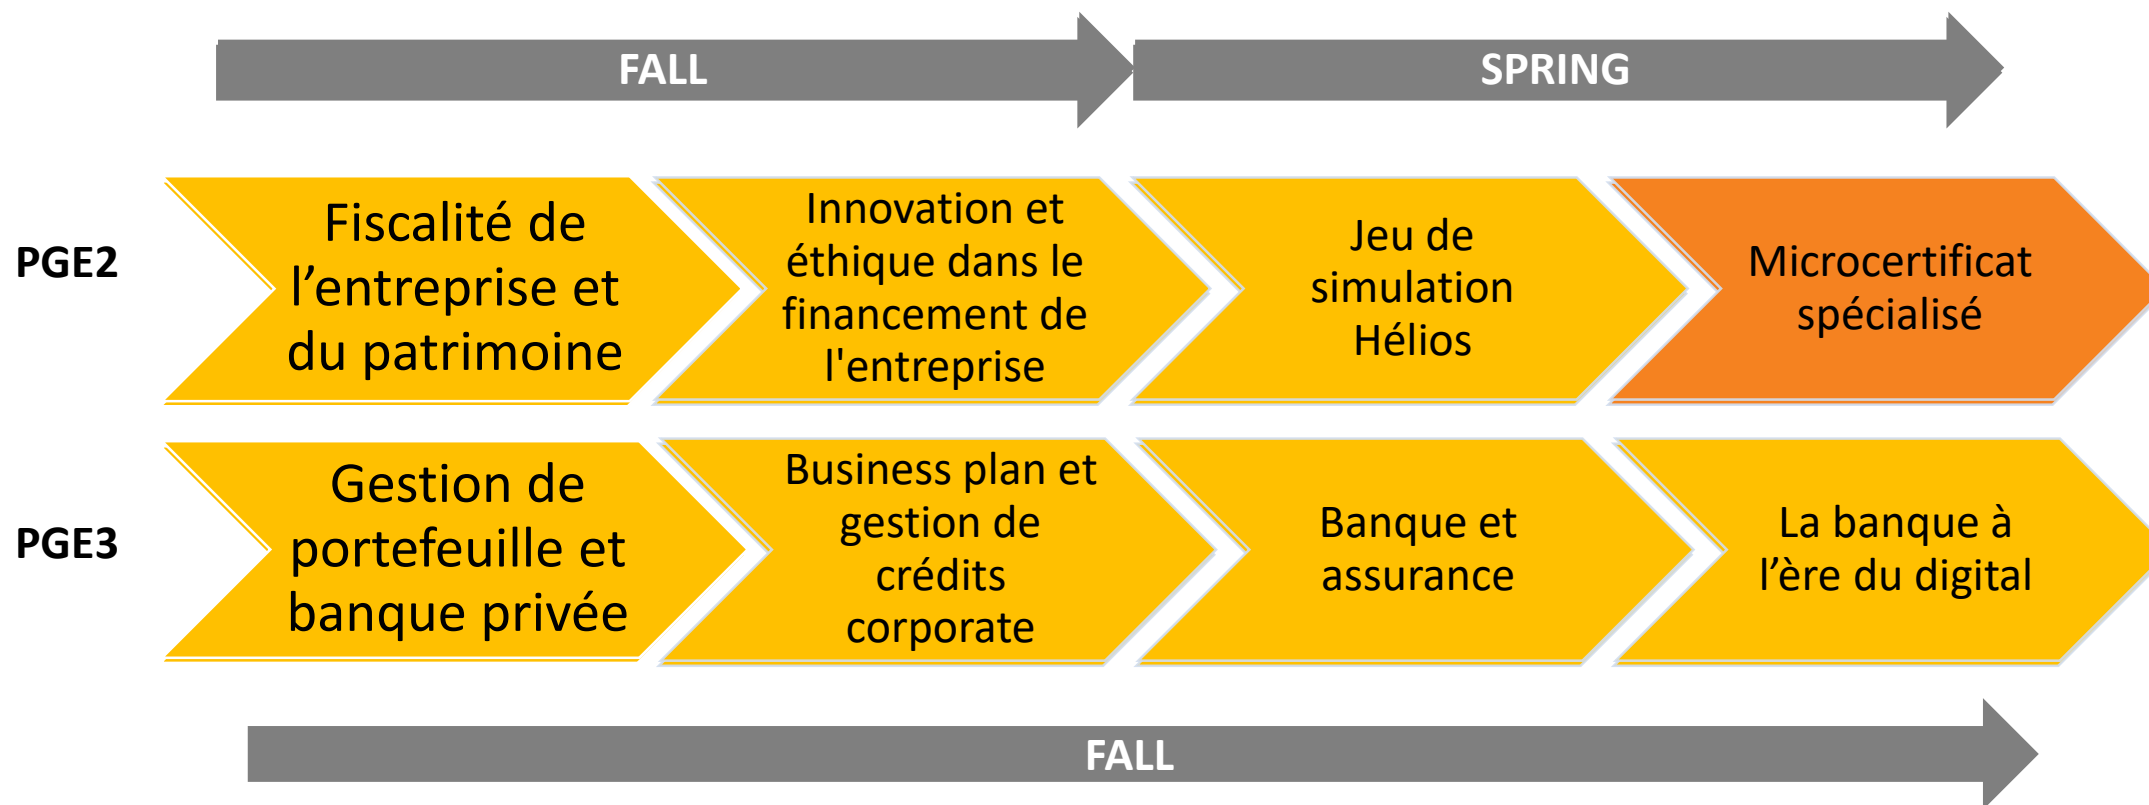 FALL
SPRING
PGE2
Fiscalité de
l’entreprise et
du patrimoine
Innovation et
éthique dans le
financement de
l'entreprise
Jeu de
simulation
Hélios
Microcertificat
spécialisé
PGE3
Gestion de
portefeuille et
banque privée
Business plan et
gestion de
crédits
corporate
Banque et
assurance
La banque à
l’ère du digital
FALL